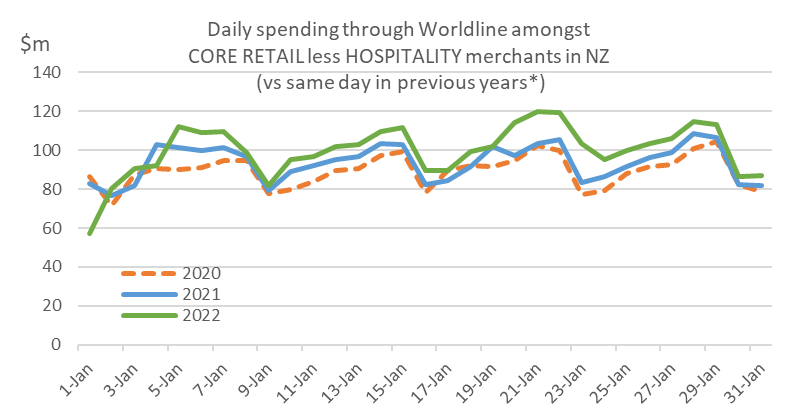 Daily spending through Worldline amongst
CORE RETAIL less HOSPITALITY merchants in NZ
(vs same day in previous years*)
$m
140
120
100
80
60
40
20
0
2020
2021
2022
1-Jan
3-Jan
5-Jan
7-Jan
9-Jan
11-Jan
13-Jan
15-Jan
17-Jan
19-Jan
21-Jan
23-Jan
25-Jan
27-Jan
29-Jan
31-Jan